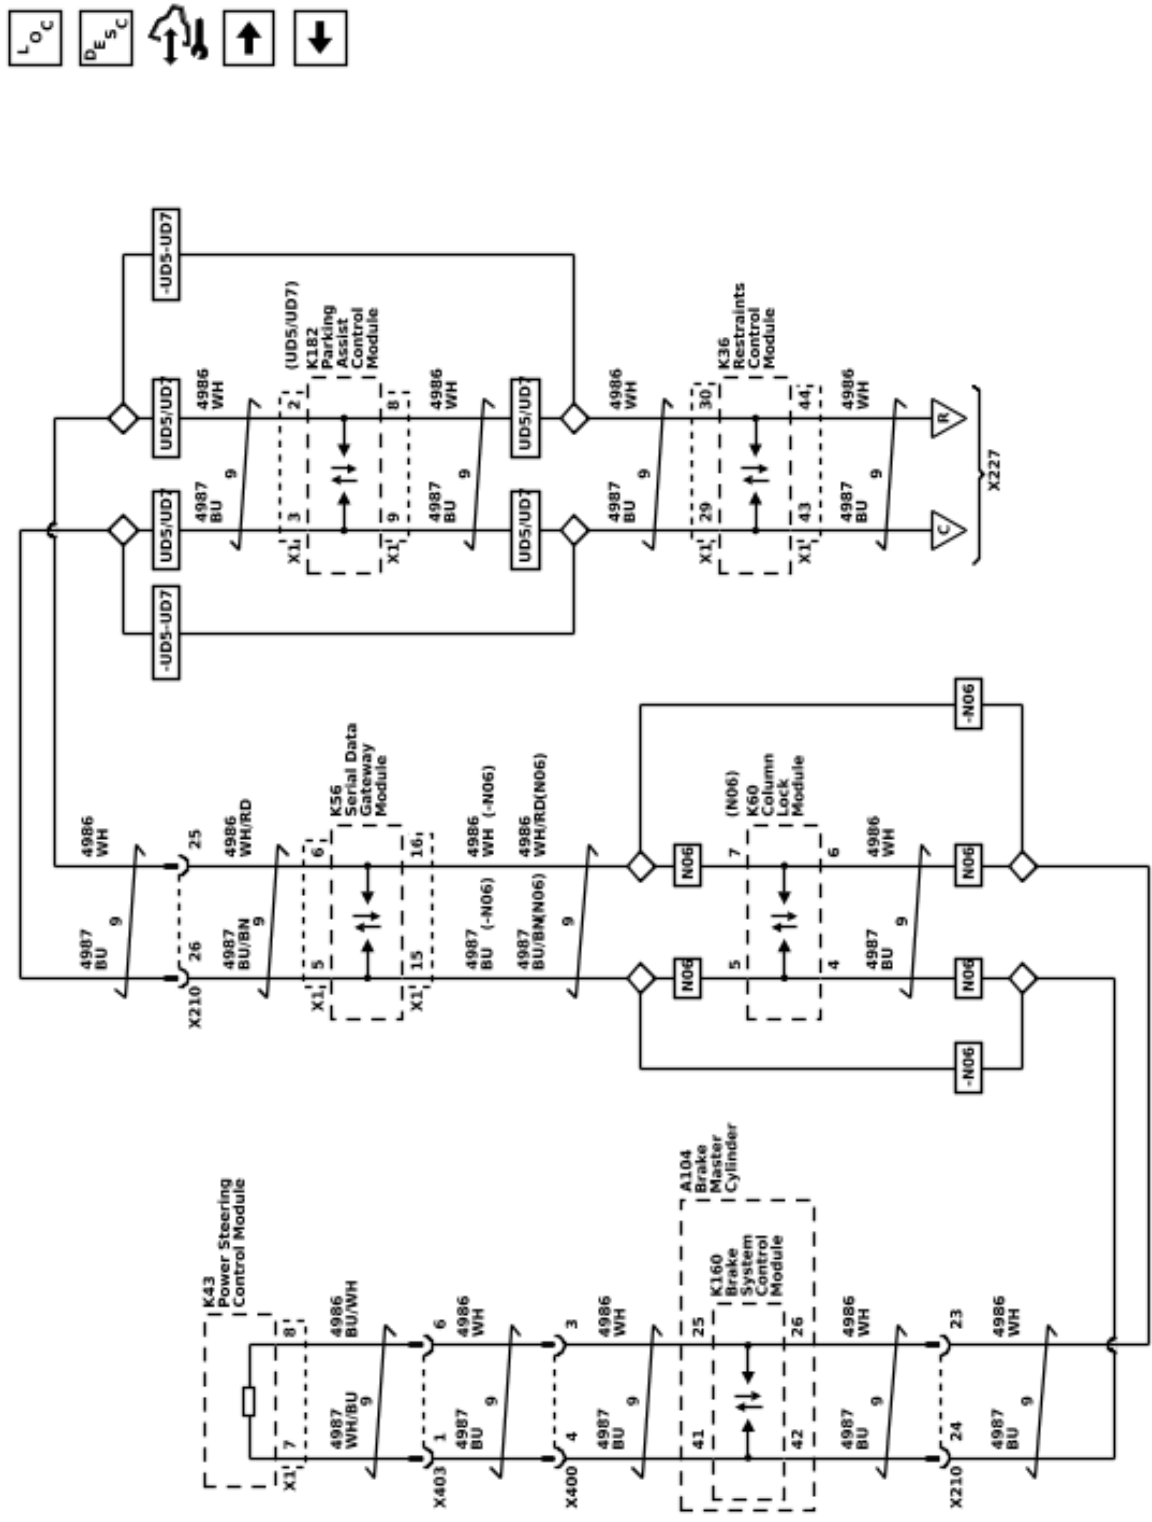 LOC
DESC
K43
Power Steering
Control Module
X1
7
8
4987
WH/BU
4986
BU/WH
9
X403
1
6
4987
BU
4986
WH
9
X400
4
3
4987
BU
4986
WH
9
A104
Brake
Master
Cylinder
41
25
K160
Brake
System
Control
Module
42
26
4987
BU
4986
WH
9
X210
24
23
4987
BU
4986
WH
9
4987
BU
4986
WH
9
X210
26
25
4987
BU/BN
4986
WH/RD
9
X1
5
6
K56
Serial Data
Gateway
Module
X1
15
16
4987
BU (-N06)
4986
WH (-N06)
4987
BU/BN(N06)
4986
WH/RD(N06)
9
N06
N06
5
7
(N06)
K60
Column
Lock
Module
4
6
4987
BU
4986
WH
9
-N06
N06
N06
-N06
-UD5-UD7
UD5/UD7
UD5/UD7
-UD5-UD7
4987
BU
4986
WH
9
X1
3
2
(UD5/UD7)
K182
Parking
Assist
Control
Module
X1
9
8
4987
BU
4986
WH
9
UD5/UD7
UD5/UD7
4987
BU
4986
WH
9
X1
29
30
K36
Restraints
Control
Module
X1
43
44
4987
BU
4986
WH
9
C
R
X227